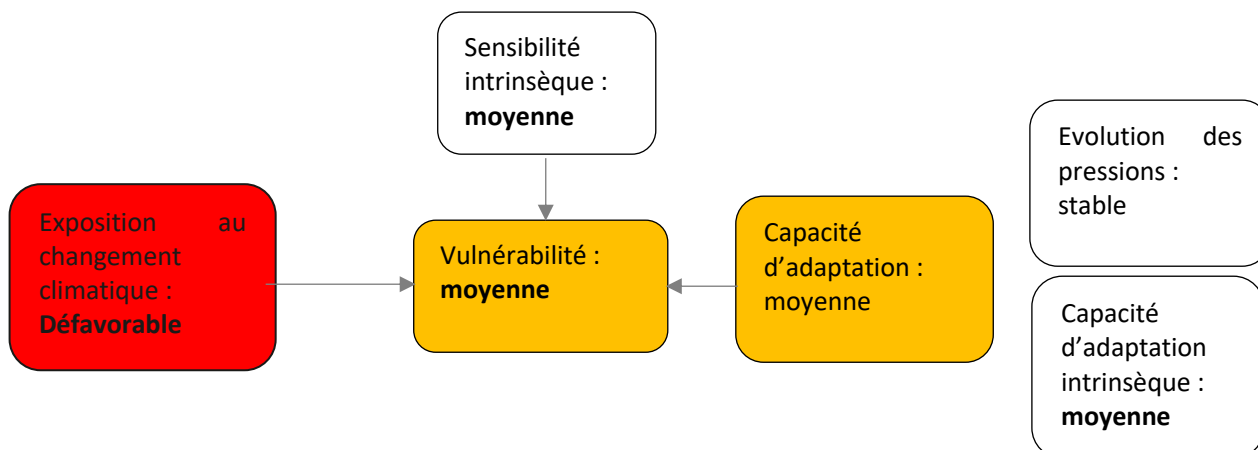 Sensibilité
intrinsèque :
moyenne
Exposition au
changement
climatique :
Défavorable
Vulnérabilité :
moyenne
Capacité
d’adaptation :
moyenne
Evolution des
pressions :
stable
Capacité
d’adaptation
intrinsèque :
moyenne